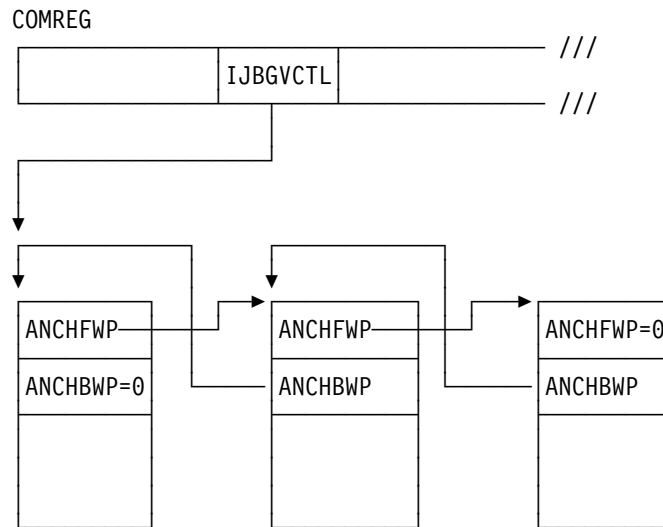 COMREG
///
IJBGVCTL
///
ANCHFWP ANCHFWP ANCHFWP=0
ANCHBWP=0 ANCHBWP ANCHBWP